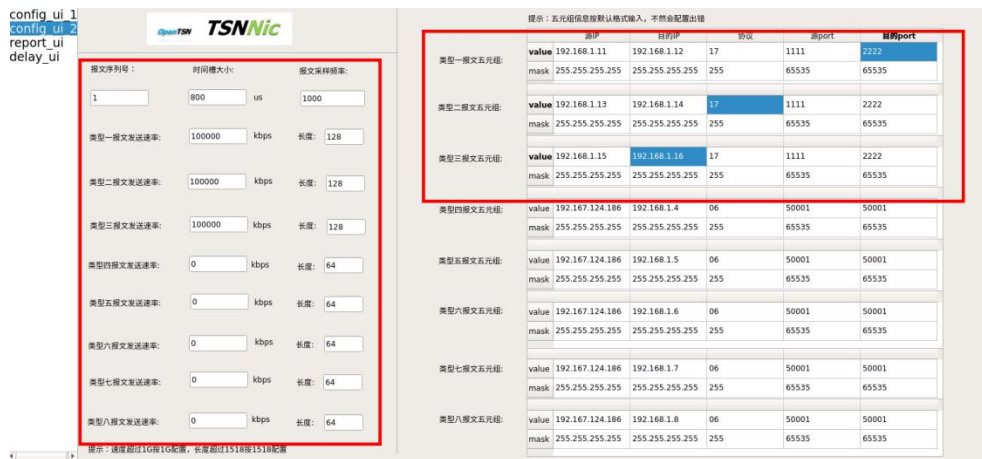 config_ui_1
config_ui_2
report_ui
delay_ui
OpenTSN TSNNic
报文序列号： 时间槽大小: 报文采样频率:
1 800 us 1000
类型一报文发送速率: 100000 kbps 长度: 128
类型二报文发送速率: 100000 kbps 长度: 128
类型三报文发送速率: 100000 kbps 长度: 128
类型四报文发送速率: 0 kbps 长度: 64
类型五报文发送速率: 0 kbps 长度: 64
类型六报文发送速率: 0 kbps 长度: 64
类型七报文发送速率: 0 kbps 长度: 64
类型八报文发送速率: 0 kbps 长度: 64
提示：速度超过1G按1G配置，长度超过1518按1518配置
提示：五元组信息按默认格式输入，不然会配置出错
源IP 目的IP 协议 源port 目的port
类型一报文五元组:
value 192.168.1.11 192.168.1.12 17 1111 2222
mask 255.255.255.255 255.255.255.255 255 65535 65535
类型二报文五元组:
value 192.168.1.13 192.168.1.14 17 1111 2222
mask 255.255.255.255 255.255.255.255 255 65535 65535
类型三报文五元组:
value 192.168.1.15 192.168.1.16 17 1111 2222
mask 255.255.255.255 255.255.255.255 255 65535 65535
类型四报文五元组:
value 192.167.124.186 192.168.1.4 06 50001 50001
mask 255.255.255.255 255.255.255.255 255 65535 65535
类型五报文五元组:
value 192.167.124.186 192.168.1.5 06 50001 50001
mask 255.255.255.255 255.255.255.255 255 65535 65535
类型六报文五元组:
value 192.167.124.186 192.168.1.6 06 50001 50001
mask 255.255.255.255 255.255.255.255 255 65535 65535
类型七报文五元组:
value 192.167.124.186 192.168.1.7 06 50001 50001
mask 255.255.255.255 255.255.255.255 255 65535 65535
类型八报文五元组:
value 192.167.124.186 192.168.1.8 06 50001 50001
mask 255.255.255.255 255.255.255.255 255 65535 65535